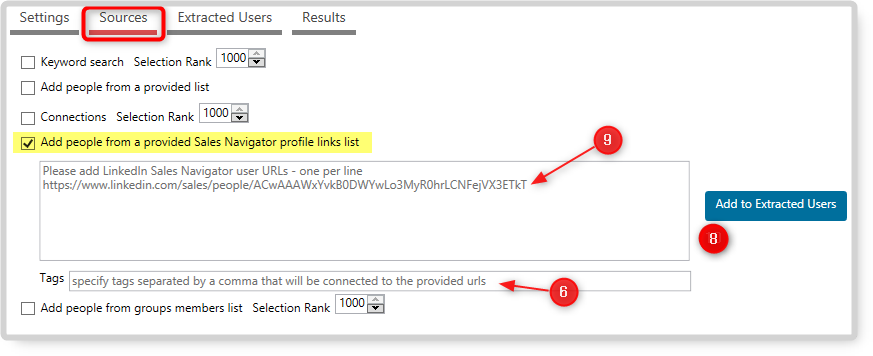 Settings Sources Extracted Users Results
Keyword search Selection Rank 1000
Add people from a provided list
Connections Selection Rank 1000
Add people from a provided Sales Navigator profile links list
9
Please add LinkedIn Sales Navigator user URLs - one per line
https://www.linkedin.com/sales/people/ACwAAAWxYvkB0DWYwLo3MyR0hrLCNFejVX3ETkT
Add to Extracted Users
8
Tags specify tags separated by a comma that will be connected to the provided urls
6
Add people from groups members list Selection Rank 1000